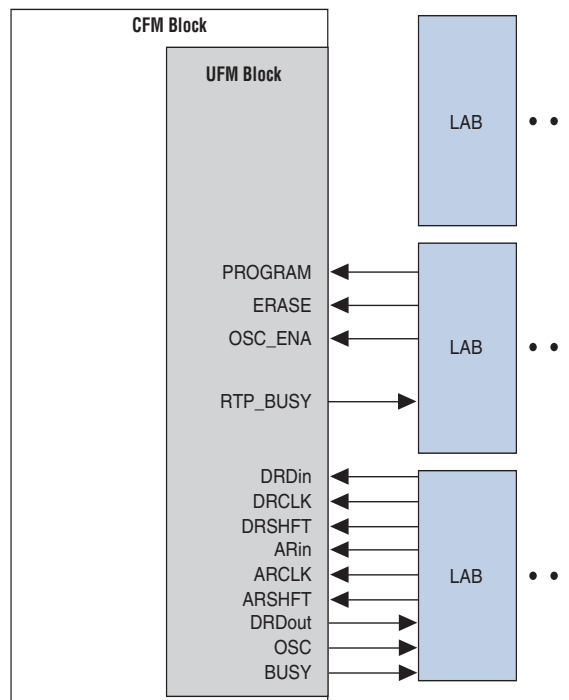 CFM Block
UFM Block
LAB
PROGRAM
ERASE
OSC_ENA
LAB
RTP_BUSY
DRDin
DRCLK
DRSHFT
ARin
ARCLK
LAB
ARSHFT
DRDout
OSC
BUSY